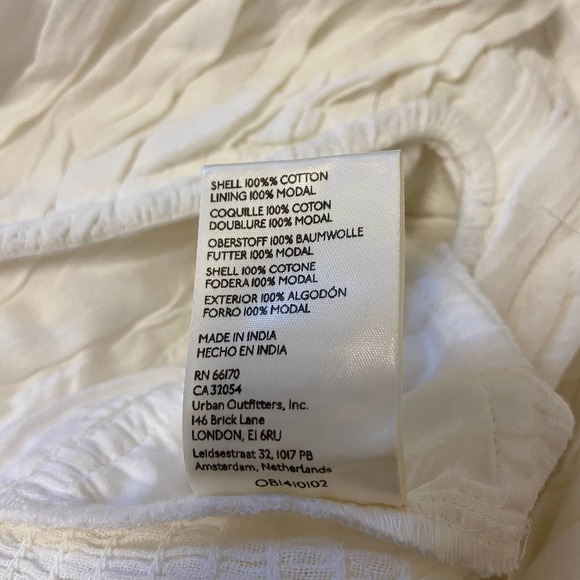 SHELL 100%% COTTON
LINING 100% MODAL
COQUILLE 100% COTON
DOUBLURE 100% MODAL
OBERSTOFF 100% BAUMWOLLE
FUTTER 100% MODAL
SHELL 100% COTONE
FODERA 100% MODAL
EXTERIOR 100% ALGODÓN
FORRO 100% MODAL
MADE IN INDIA
HECHO EN INDIA
RN 66170
CA 32054
Urban Outfitters, Inc.
146 Brick Lane
LONDON, E1 6RU
Leidsestraat 32, 1017 PB
Amsterdam, Netherlands
OB1410102